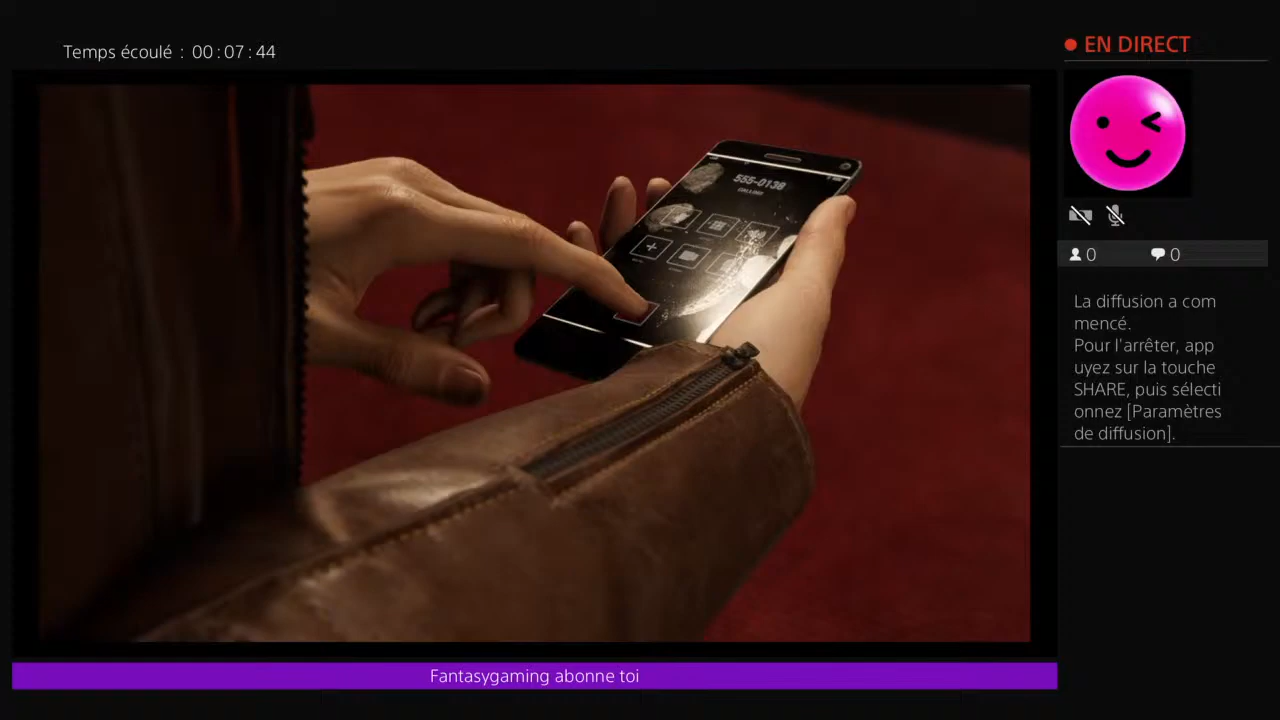 Temps écoulé : 00:07:44
EN DIRECT
555-0138
CALLING
0 0
La diffusion a com
mencé.
Pour l'arrêter, app
uyez sur la touche
SHARE, puis sélecti
onnez [Paramètres
de diffusion].
Fantasygaming abonne toi